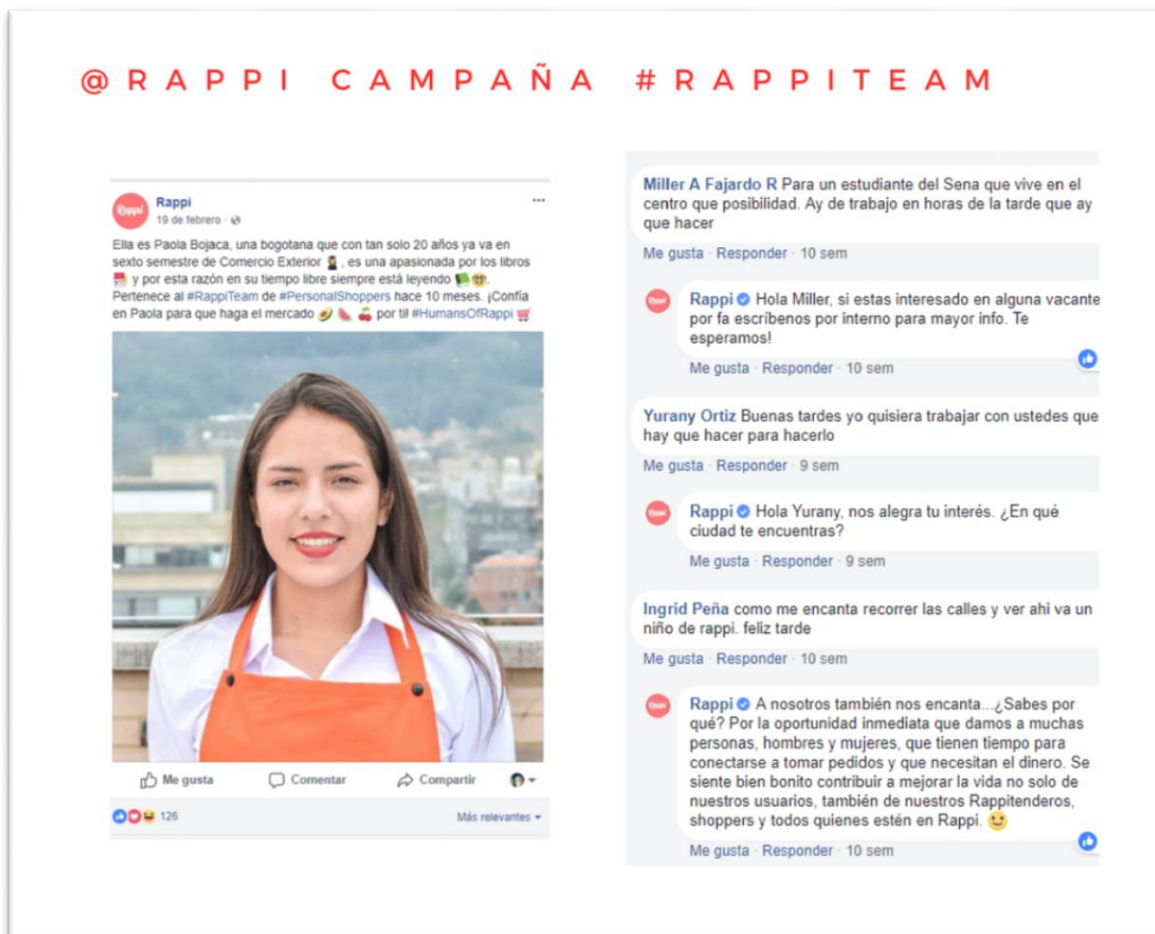 @RAPPI CAMPAÑA #RAPPITEAM
Rappi
Rappi
19 de febrero ·
Ella es Paola Bojaca, una bogotana que con tan solo 20 años ya va en
sexto semestre de Comercio Exterior 👩‍🎓, es una apasionada por los libros
📚 y por esta razón en su tiempo libre siempre está leyendo 📗🤓.
Pertenece al #RappiTeam de #PersonalShoppers hace 10 meses. ¡Confía
en Paola para que haga el mercado 🥑 🍉 🍒 por ti! #HumansOfRappi 🛒
Me gusta Comentar Compartir
126 Más relevantes
Miller A Fajardo R Para un estudiante del Sena que vive en el
centro que posibilidad. Ay de trabajo en horas de la tarde que ay
que hacer
Me gusta · Responder · 10 sem
Rappi Hola Miller, si estas interesado en alguna vacante
por fa escríbenos por interno para mayor info. Te
esperamos!
Me gusta · Responder · 10 sem
Yurany Ortiz Buenas tardes yo quisiera trabajar con ustedes que
hay que hacer para hacerlo
Me gusta · Responder · 9 sem
Rappi Hola Yurany, nos alegra tu interés. ¿En qué
ciudad te encuentras?
Me gusta · Responder · 9 sem
Ingrid Peña como me encanta recorrer las calles y ver ahi va un
niño de rappi. feliz tarde
Me gusta · Responder · 10 sem
Rappi A nosotros también nos encanta...¿Sabes por
qué? Por la oportunidad inmediata que damos a muchas
personas, hombres y mujeres, que tienen tiempo para
conectarse a tomar pedidos y que necesitan el dinero. Se
siente bien bonito contribuir a mejorar la vida no solo de
nuestros usuarios, también de nuestros Rappitenderos,
shoppers y todos quienes estén en Rappi. 😉
Me gusta · Responder · 10 sem